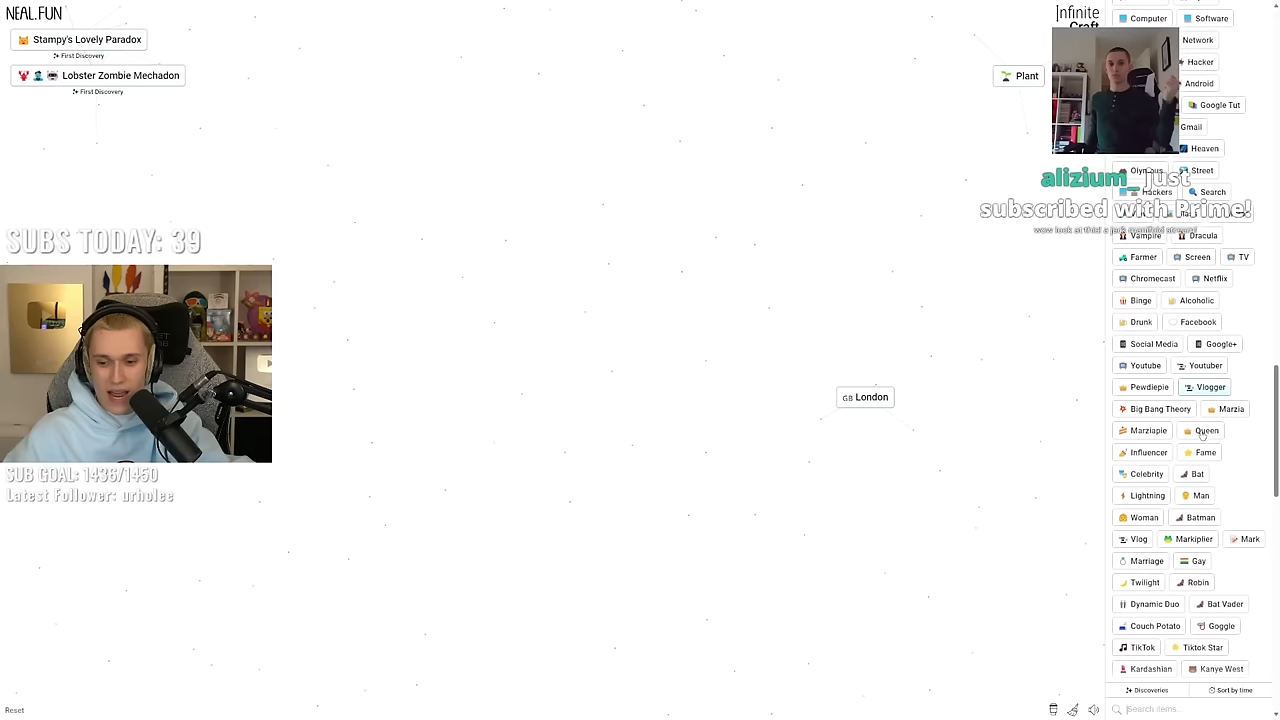 NEAL.FUN
Infinite
Craft
Stampy's Lovely Paradox
First Discovery
Lobster Zombie Mechadon
First Discovery
Plant
London
SUBS TODAY: 39
SUB GOAL: 1436/1450
Latest Follower: urholee
alizium_ just
subscribed with Prime!
Computer Software
Network
Hacker
Android
Google Tut
Gmail
Heaven
Olympus Street
Hackers Search
Vampire Dracula
Farmer Screen TV
Chromecast Netflix
Binge Alcoholic
Drunk Facebook
Social Media Google+
Youtube Youtuber
Pewdiepie Vlogger
Big Bang Theory Marzia
Marziapie Queen
Influencer Fame
Celebrity Bat
Lightning Man
Woman Batman
Vlog Markiplier Mark
Marriage Gay
Twilight Robin
Dynamic Duo Bat Vader
Couch Potato Goggle
TikTok Tiktok Star
Kardashian Kanye West
Discoveries Sort by time
Search items...
Reset